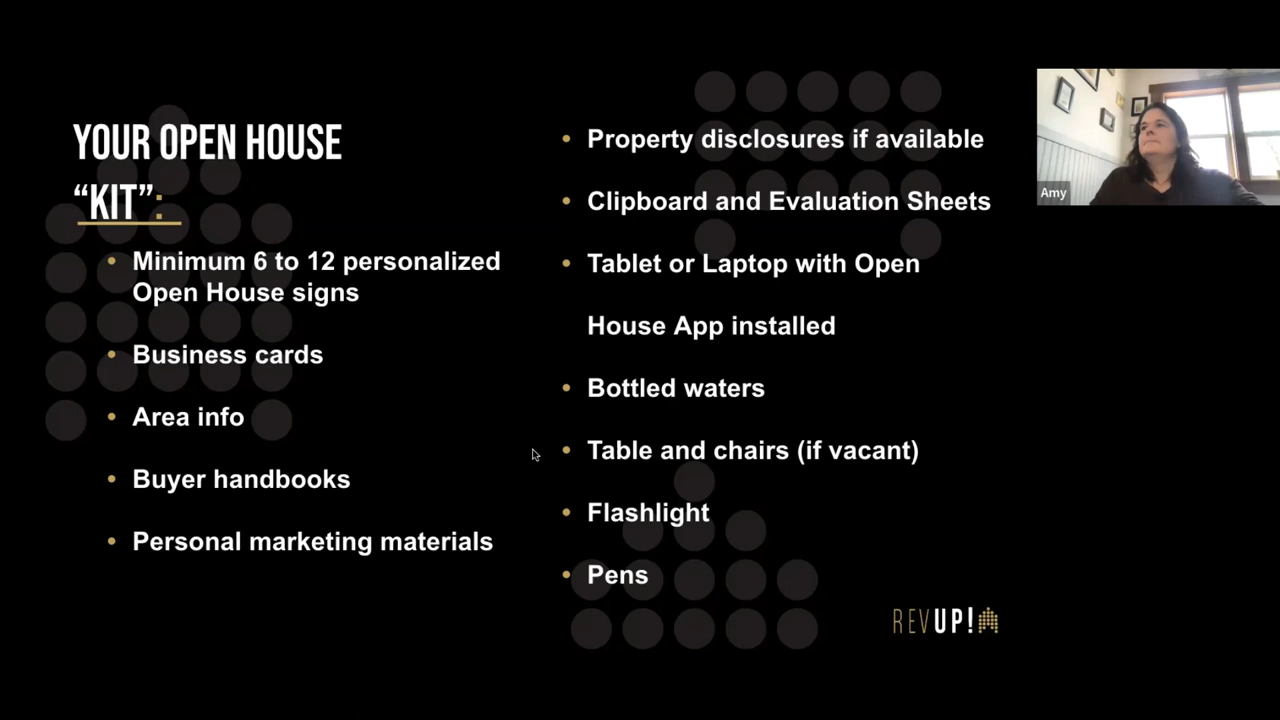 YOUR OPEN HOUSE
“KIT”:
• Minimum 6 to 12 personalized
Open House signs
• Business cards
• Area info
• Buyer handbooks
• Personal marketing materials
• Property disclosures if available
• Clipboard and Evaluation Sheets
• Tablet or Laptop with Open
House App installed
• Bottled waters
• Table and chairs (if vacant)
• Flashlight
• Pens
REVUP!
Amy